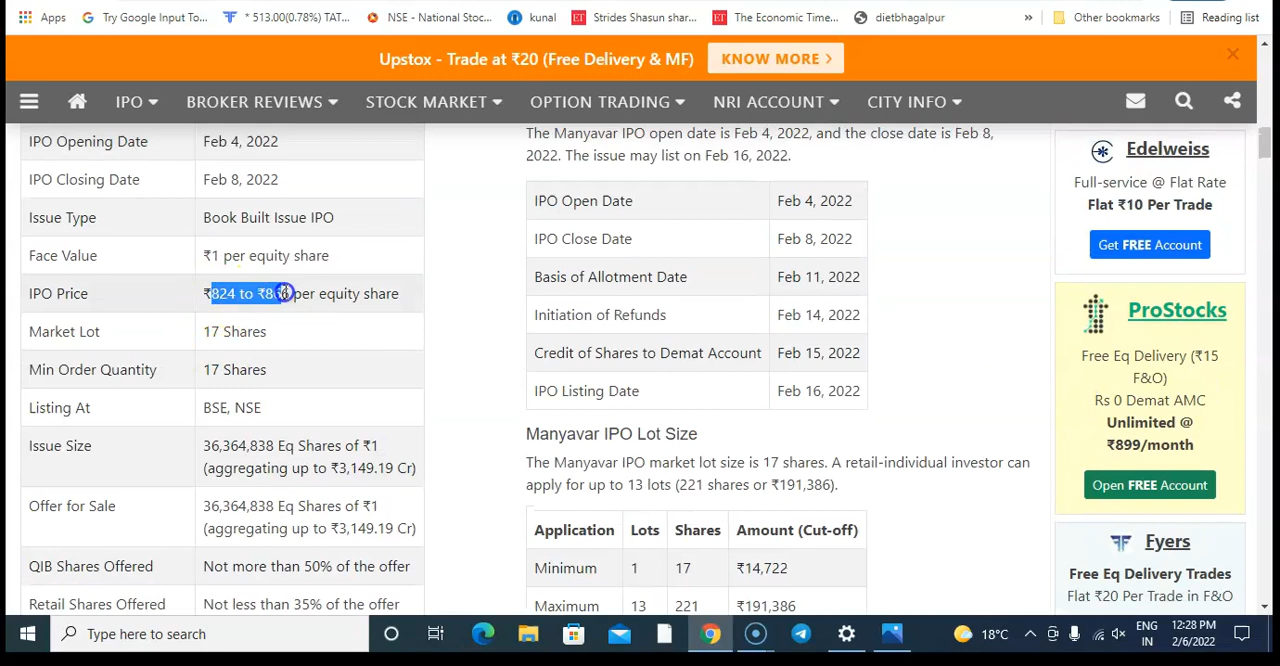 Apps
Try Google Input To...
* 513.00(0.78%) TAT...
NSE - National Stoc...
kunal
Strides Shasun shar...
The Economic Time...
dietbhagalpur
»
Other bookmarks
Reading list
Upstox - Trade at ₹20 (Free Delivery & MF)
KNOW MORE
IPO
BROKER REVIEWS
STOCK MARKET
OPTION TRADING
NRI ACCOUNT
CITY INFO
IPO Opening Date Feb 4, 2022
IPO Closing Date Feb 8, 2022
Issue Type Book Built Issue IPO
Face Value ₹1 per equity share
IPO Price ₹824 to ₹866 per equity share
Market Lot 17 Shares
Min Order Quantity 17 Shares
Listing At BSE, NSE
Issue Size 36,364,838 Eq Shares of ₹1
(aggregating up to ₹3,149.19 Cr)
Offer for Sale 36,364,838 Eq Shares of ₹1
(aggregating up to ₹3,149.19 Cr)
QIB Shares Offered Not more than 50% of the offer
Retail Shares Offered Not less than 35% of the offer
The Manyavar IPO open date is Feb 4, 2022, and the close date is Feb 8,
2022. The issue may list on Feb 16, 2022.
IPO Open Date Feb 4, 2022
IPO Close Date Feb 8, 2022
Basis of Allotment Date Feb 11, 2022
Initiation of Refunds Feb 14, 2022
Credit of Shares to Demat Account Feb 15, 2022
IPO Listing Date Feb 16, 2022
Manyavar IPO Lot Size
The Manyavar IPO market lot size is 17 shares. A retail-individual investor can
apply for up to 13 lots (221 shares or ₹191,386).
Application Lots Shares Amount (Cut-off)
Minimum 1 17 ₹14,722
Maximum 13 221 ₹191,386
Edelweiss
Full-service @ Flat Rate
Flat ₹10 Per Trade
Get FREE Account
ProStocks
Free Eq Delivery (₹15
F&O)
Rs 0 Demat AMC
Unlimited @
₹899/month
Open FREE Account
Fyers
Free Eq Delivery Trades
Flat ₹20 Per Trade in F&O
Type here to search
18°C
ENG
IN
12:28 PM
2/6/2022